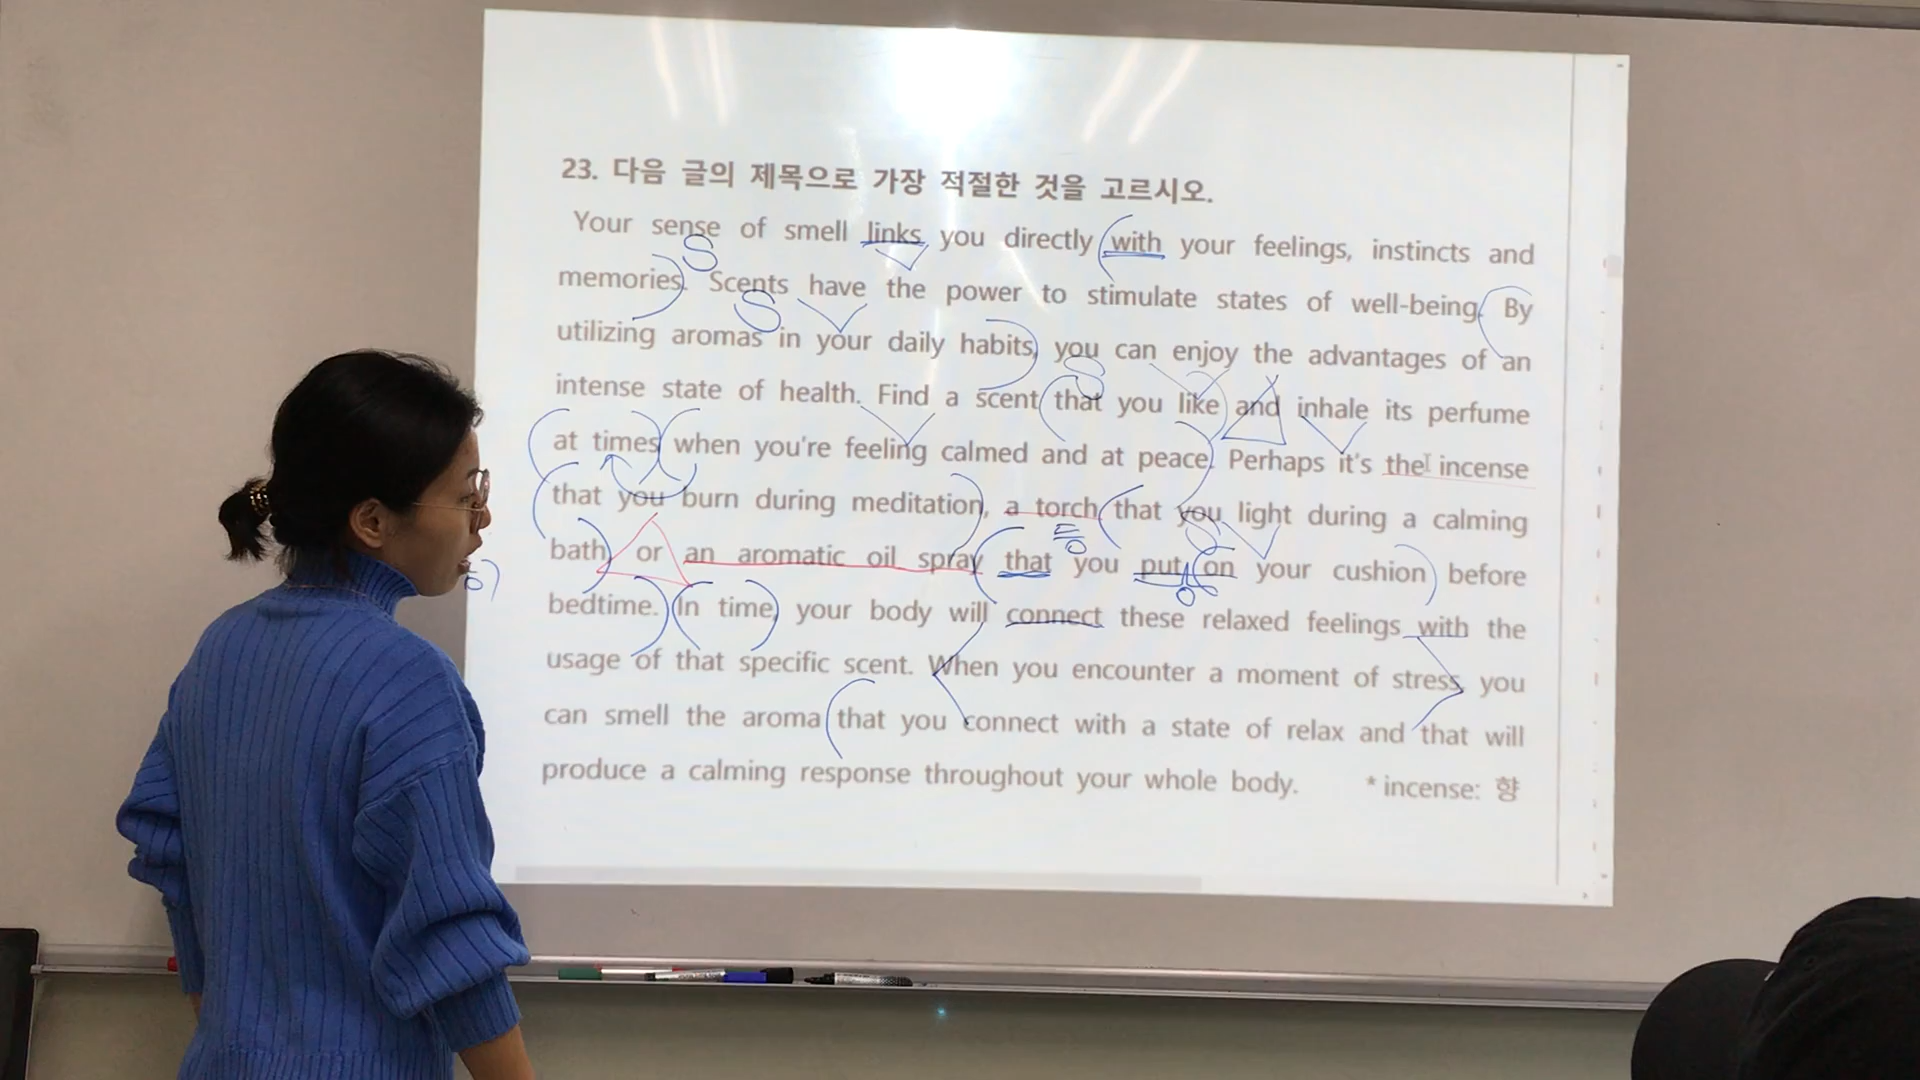 23. 다음 글의 제목으로 가장 적절한 것을 고르시오.
Your sense of smell links you directly with your feelings, instincts and
memories. Scents have the power to stimulate states of well-being. By
utilizing aromas in your daily habits, you can enjoy the advantages of an
intense state of health. Find a scent that you like and inhale its perfume
at times when you're feeling calmed and at peace. Perhaps it's the incense
that you burn during meditation, a torch that you light during a calming
bath, or an aromatic oil spray that you put on your cushion before
bedtime. In time, your body will connect these relaxed feelings with the
usage of that specific scent. When you encounter a moment of stress, you
can smell the aroma that you connect with a state of relax and that will
produce a calming response throughout your whole body. * incense: 향